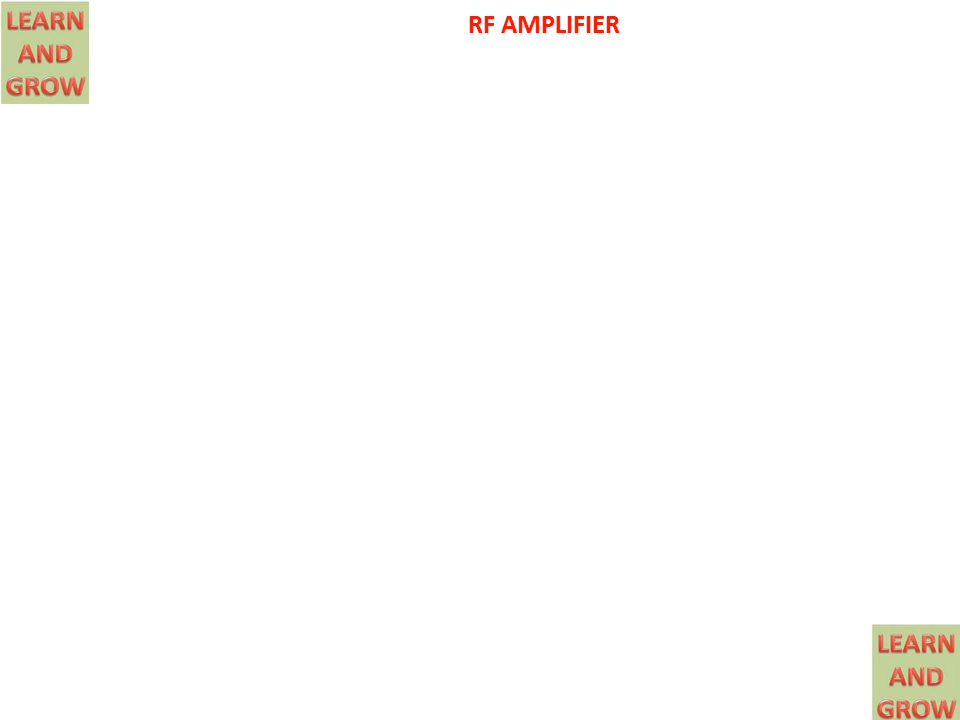 LEARN
AND
GROW
RF AMPLIFIER
LEARN
AND
GROW